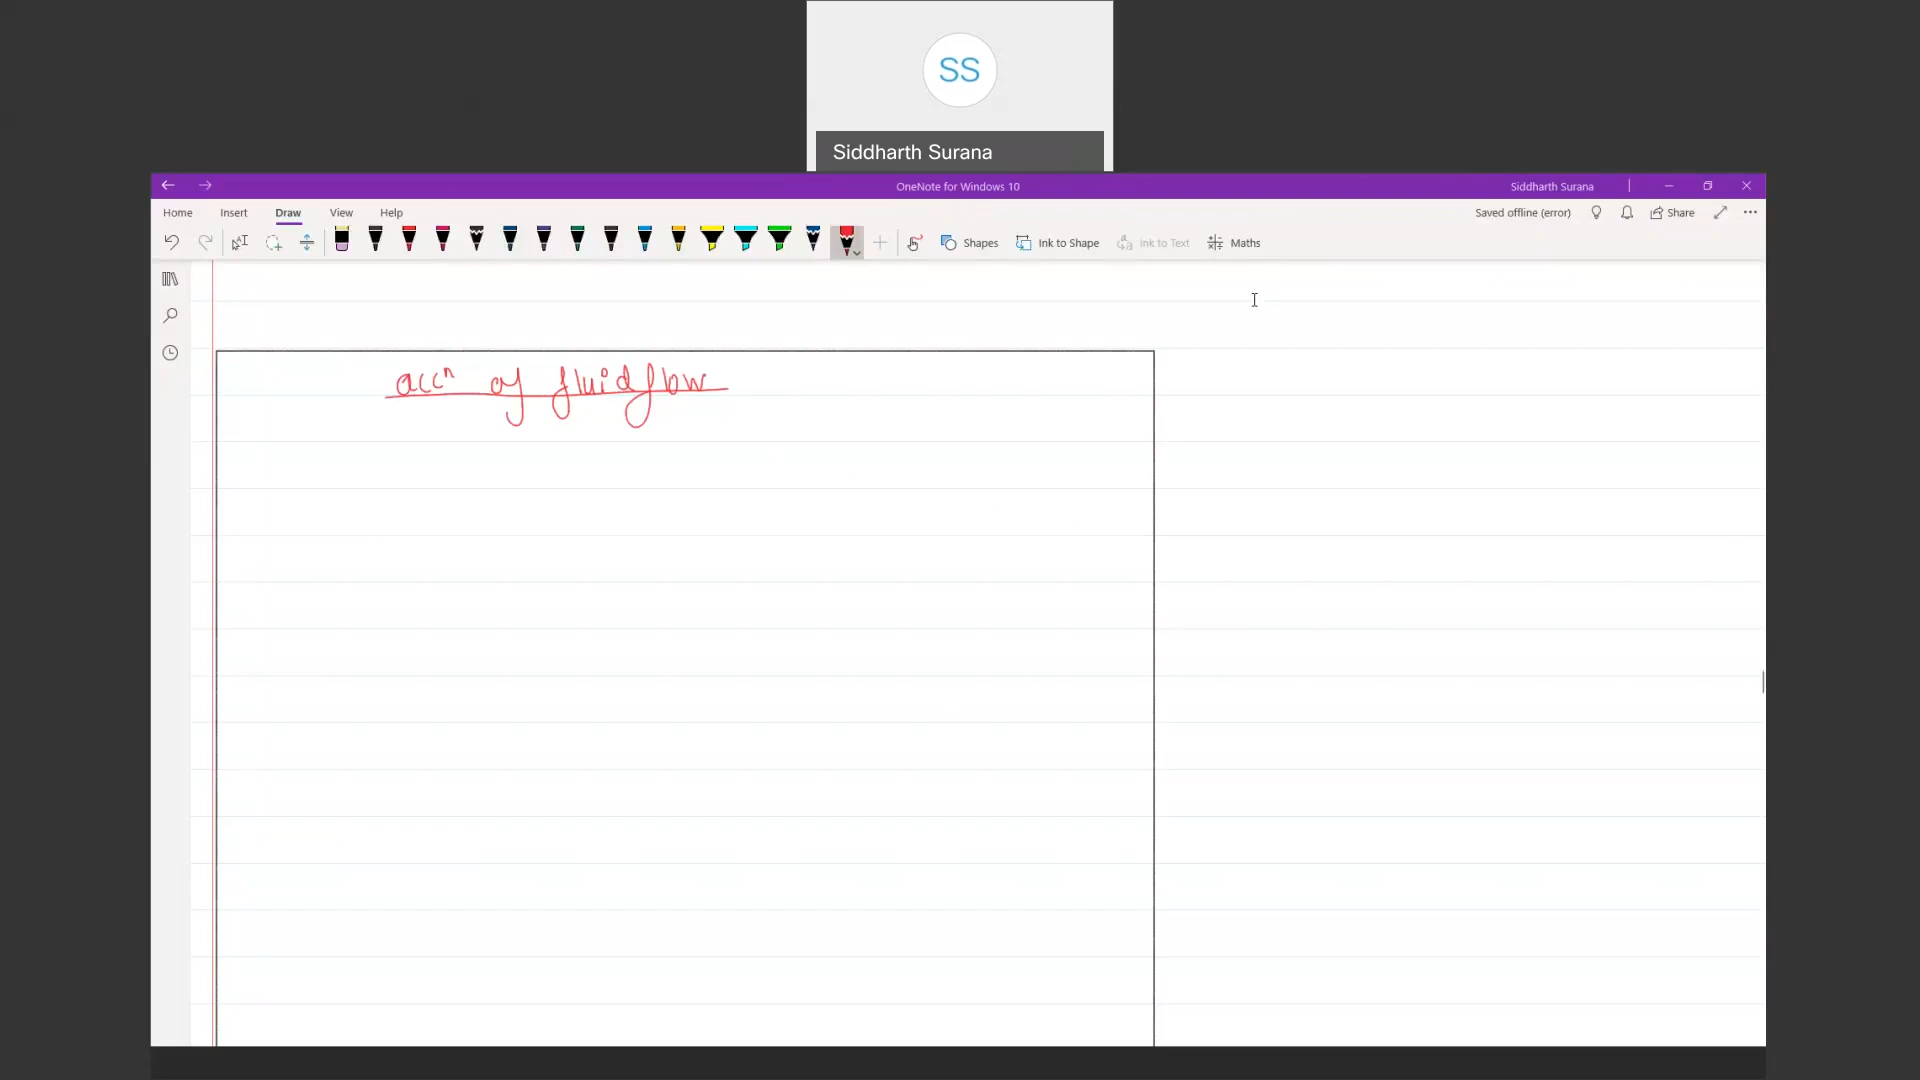 SS
Siddharth Surana
OneNote for Windows 10
Siddharth Surana
Home Insert Draw View Help
Saved offline (error) Share
Shapes Ink to Shape Ink to Text Maths
accⁿ of fluid flow